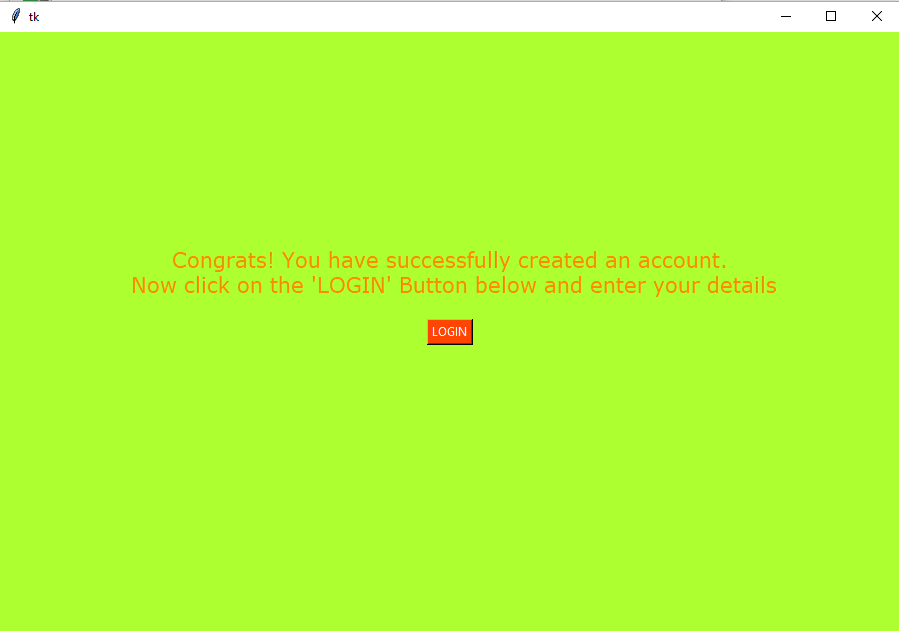 tk
Congrats! You have successfully created an account.
Now click on the 'LOGIN' Button below and enter your details
LOGIN